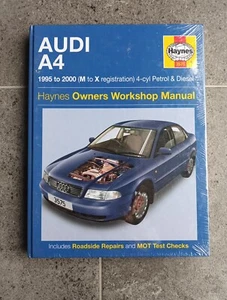 AUDI
A4
Haynes
1995 to 2000 (M to X registration) 4-cyl Petrol & Diesel
Haynes Owners Workshop Manual
3575
Includes Roadside Repairs and MOT Test Checks